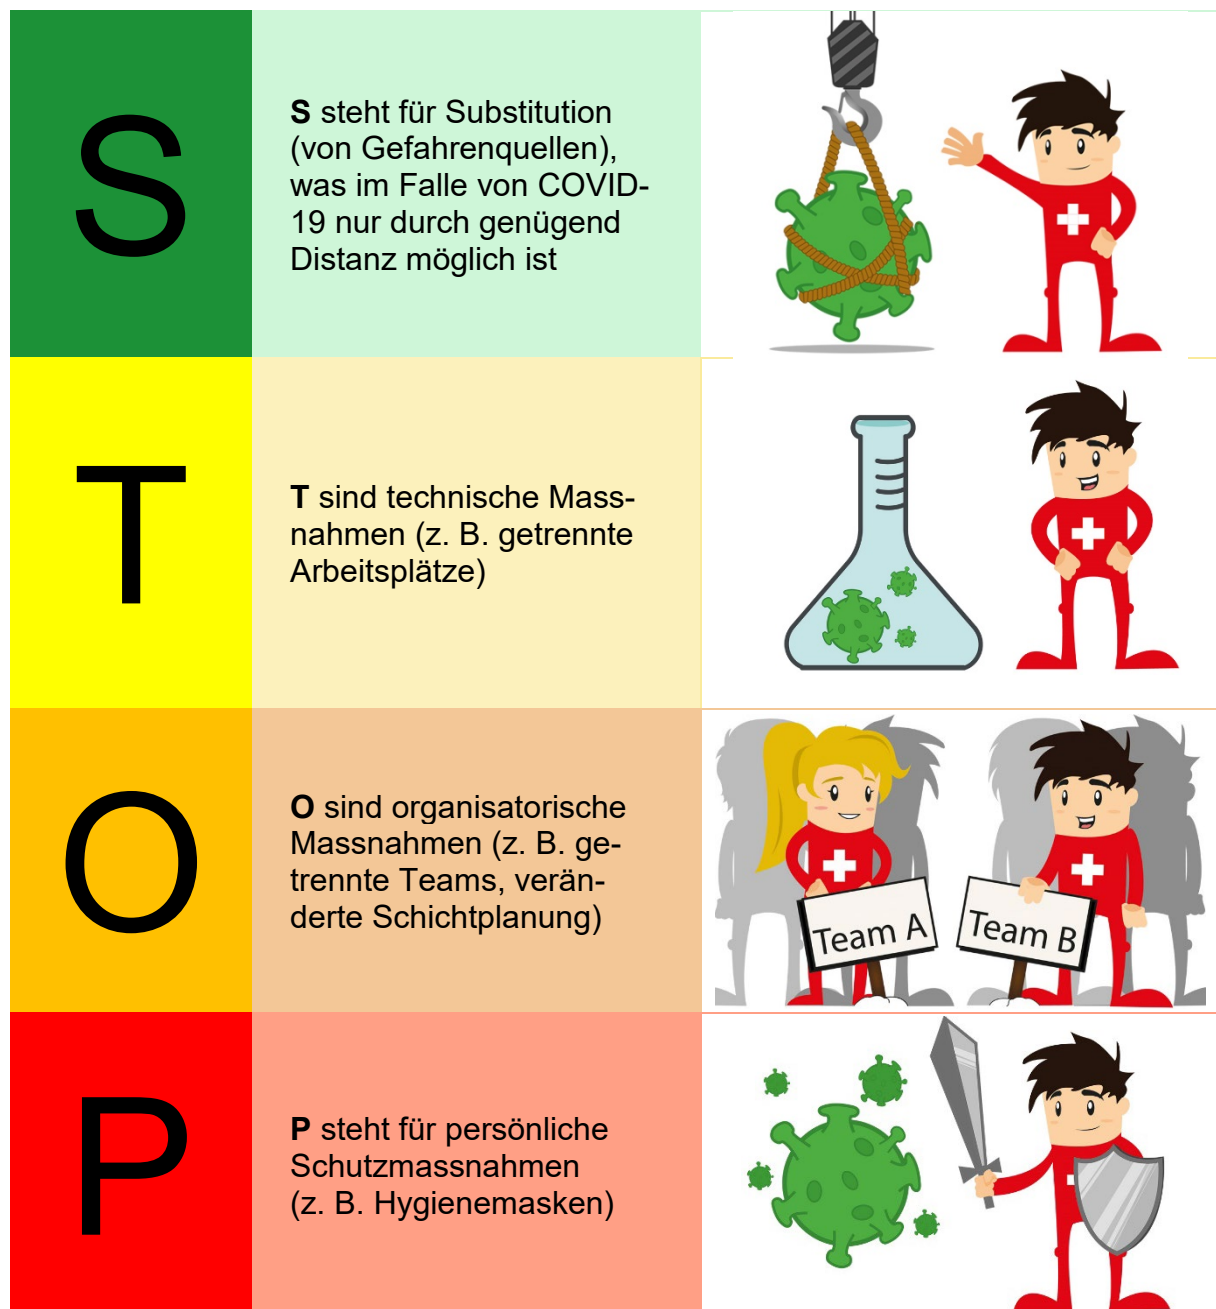 S
S steht für Substitution
(von Gefahrenquellen),
was im Falle von COVID-
19 nur durch genügend
Distanz möglich ist
T
T sind technische Mass-
nahmen (z. B. getrennte
Arbeitsplätze)
O
O sind organisatorische
Massnahmen (z. B. ge-
trennte Teams, verän-
derte Schichtplanung)
Team A
Team B
P
P steht für persönliche
Schutzmassnahmen
(z. B. Hygienemasken)